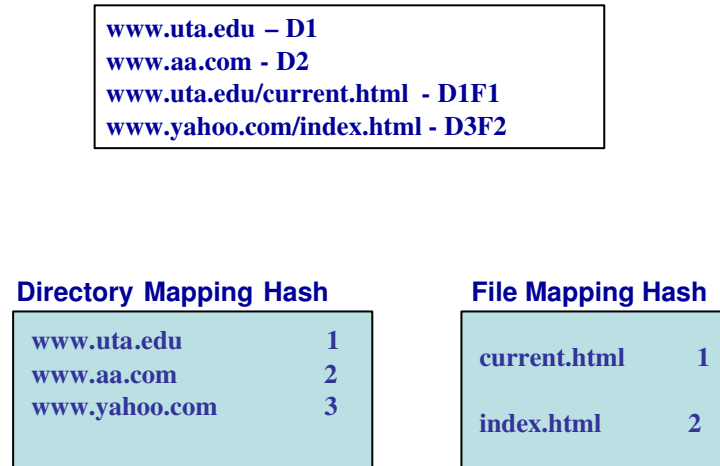 www.uta.edu – D1
www.aa.com - D2
www.uta.edu/current.html - D1F1
www.yahoo.com/index.html - D3F2
Directory Mapping Hash
www.uta.edu 1
www.aa.com 2
www.yahoo.com 3
File Mapping Hash
current.html 1
index.html 2